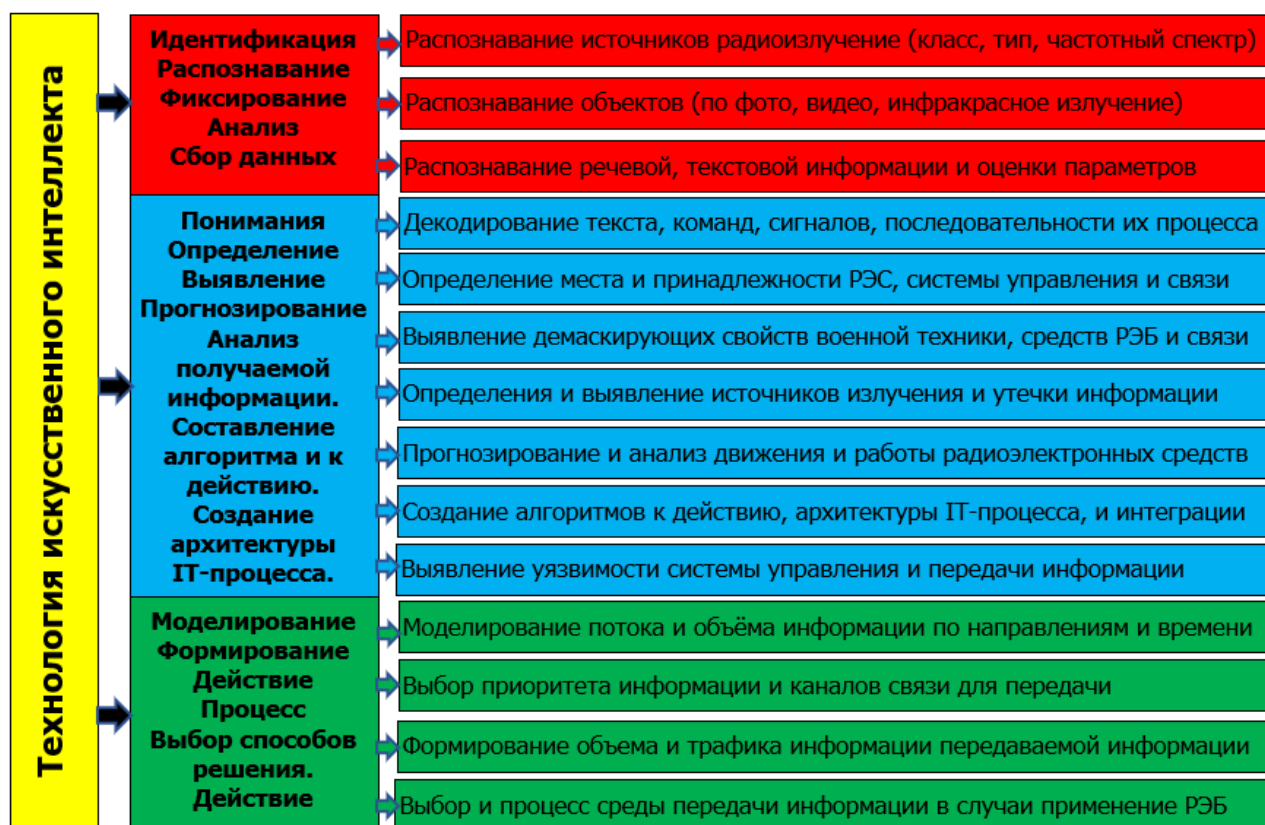 Технология искусственного интеллекта
Идентификация
Распознавание
Фиксирование
Анализ
Сбор данных
Распознавание источников радиоизлучение (класс, тип, частотный спектр)
Распознавание объектов (по фото, видео, инфракрасное излучение)
Распознавание речевой, текстовой информации и оценки параметров
Понимания
Определение
Выявление
Прогнозирование
Анализ
получаемой
информации.
Составление
алгоритма и к
действию.
Создание
архитектуры
IT-процесса.
Декодирование текста, команд, сигналов, последовательности их процесса
Определение места и принадлежности РЭС, системы управления и связи
Выявление демаскирующих свойств военной техники, средств РЭБ и связи
Определения и выявление источников излучения и утечки информации
Прогнозирование и анализ движения и работы радиоэлектронных средств
Создание алгоритмов к действию, архитектуры IT-процесса, и интеграции
Выявление уязвимости системы управления и передачи информации
Моделирование
Формирование
Действие
Процесс
Выбор способов
решения.
Действие
Моделирование потока и объёма информации по направлениям и времени
Выбор приоритета информации и каналов связи для передачи
Формирование объема и трафика информации передаваемой информации
Выбор и процесс среды передачи информации в случаи применение РЭБ